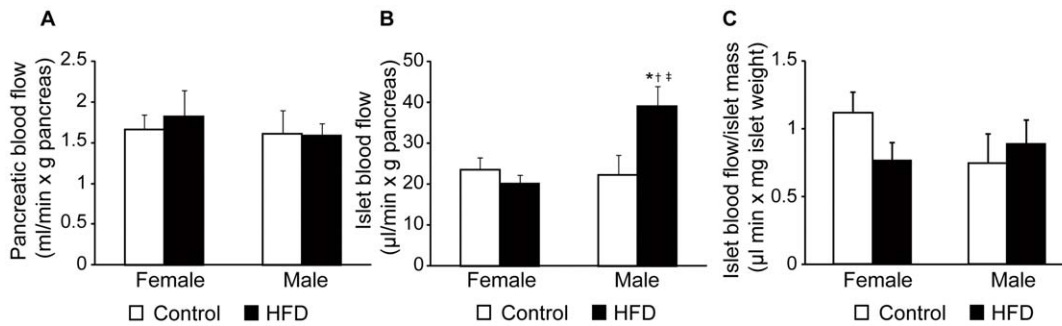 A
Pancreatic blood flow
(ml/min x g pancreas)
2.5
2
1.5
1
0.5
0
Female
Male
Control
HFD
B
Islet blood flow
(µl/min x g pancreas)
50
40
30
20
10
0
*† ‡
Female
Male
Control
HFD
C
Islet blood flow/islet mass
(µl min x mg islet weight)
1.5
1
0.5
0
Female
Male
Control
HFD